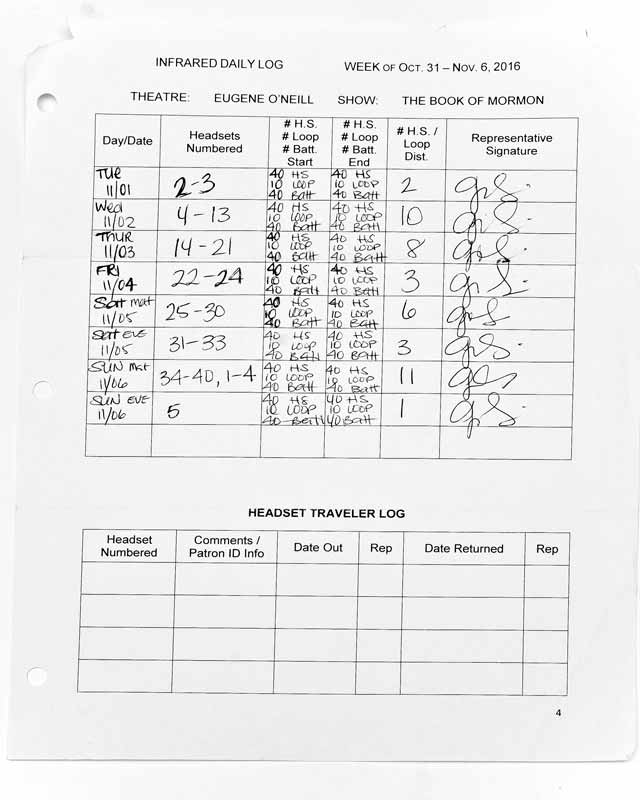 INFRARED DAILY LOG WEEK OF OCT. 31 – NOV. 6, 2016
THEATRE: EUGENE O'NEILL SHOW: THE BOOK OF MORMON
Day/Date Headsets Numbered # H.S. # Loop # Batt. Start # H.S. # Loop # Batt. End # H.S. / Loop Dist. Representative Signature
TUE 11/01 2-3 40 HS 10 LOOP 40 Batt 40 HS 10 LOOP 40 Batt 2
Wed 11/02 4-13 40 HS 10 LOOP 40 Batt 40 HS 10 LOOP 40 Batt 10
THUR 11/03 14-21 40 HS 10 LOOP 40 Batt 40 HS 10 LOOP 40 Batt 8
FRI 11/04 22-24 40 HS 10 LOOP 40 Batt 40 HS 10 LOOP 40 Batt 3
Sat mat 11/05 25-30 40 HS 10 LOOP 40 Batt 40 HS 10 LOOP 40 Batt 6
Sat EVE 11/05 31-33 40 HS 10 LOOP 40 Batt 40 HS 10 LOOP 40 Batt 3
SUN Mat 11/06 34-40, 1-4 40 HS 10 LOOP 40 Batt 40 HS 10 LOOP 40 Batt 11
SUN EVE 11/06 5 40 HS 10 LOOP 40 Batt 40 HS 10 LOOP 40 Batt 1
HEADSET TRAVELER LOG
Headset Numbered Comments / Patron ID Info Date Out Rep Date Returned Rep
4